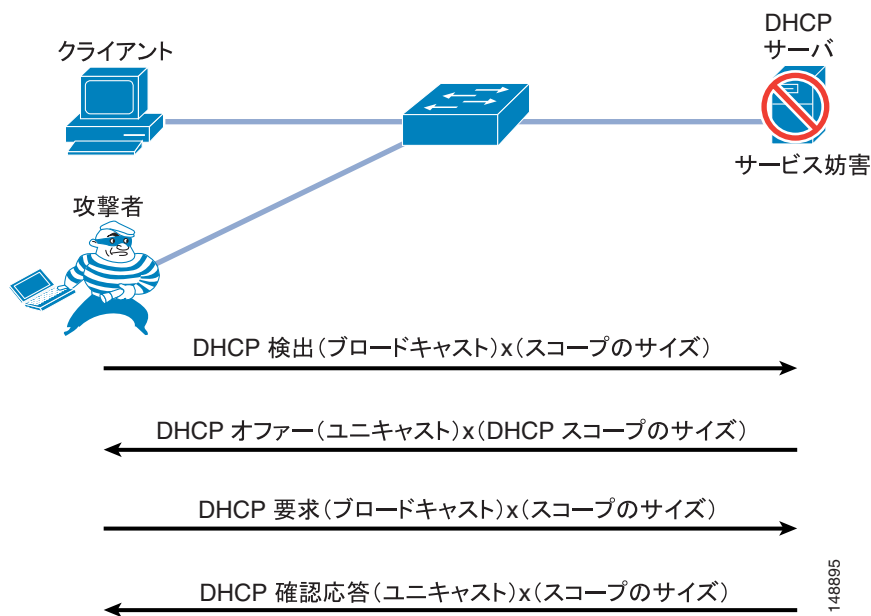 DHCP
サーバ
クライアント
サービス妨害
攻撃者
DHCP 検出（ブロードキャスト）x（スコープのサイズ）
DHCP オファー（ユニキャスト）x（DHCP スコープのサイズ）
DHCP 要求（ブロードキャスト）x（スコープのサイズ）
DHCP 確認応答（ユニキャスト）x（スコープのサイズ）
148895